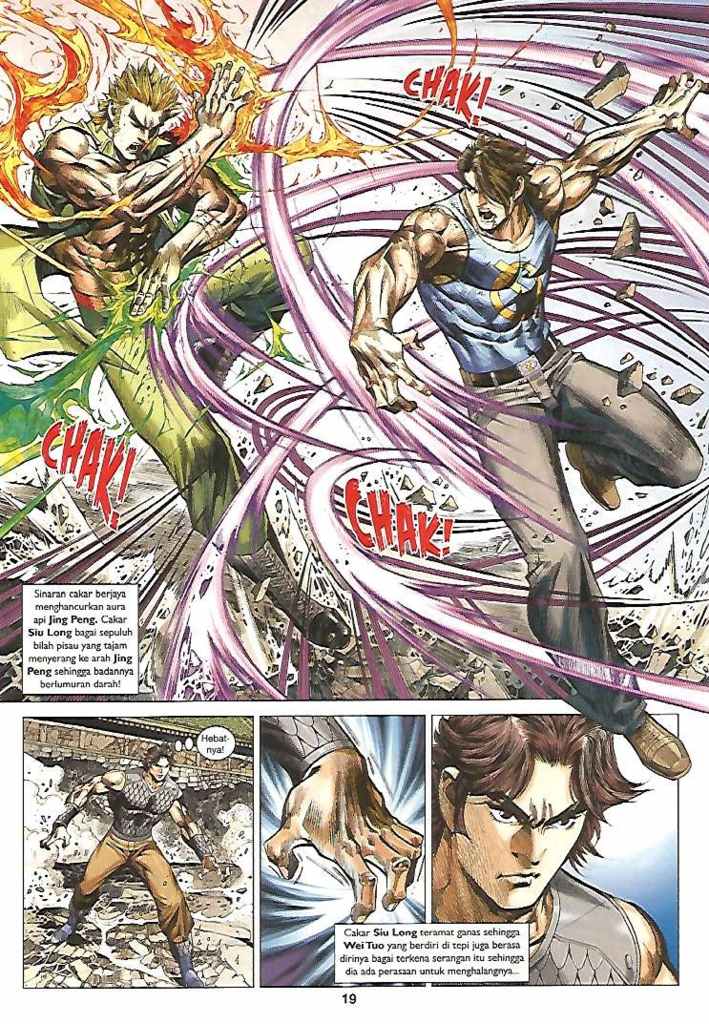 CHAK!
CHAK!
CHAK!
Sinaran cakar berjaya
menghancurkan aura
api Jing Peng. Cakar
Siu Long bagai sepuluh
bilah pisau yang tajam
menyerang ke arah Jing
Peng sehingga badannya
berlumuran darah!
Hebat-
nya!
Cakar Siu Long teramat ganas sehingga
Wei Tuo yang berdiri di tepi juga berasa
dirinya bagai terkena serangan itu sehingga
dia ada perasaan untuk menghalangnya...
19